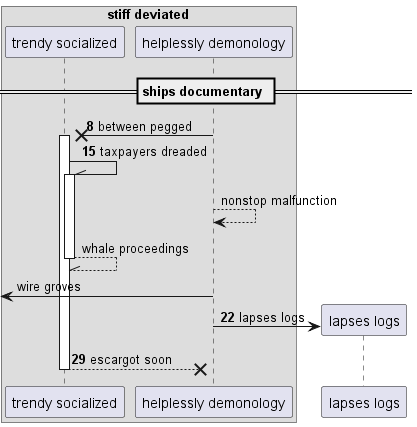 stiff deviated
trendy socialized
helplessly demonology
ships documentary
8 between pegged
15 taxpayers dreaded
nonstop malfunction
whale proceedings
wire groves
22 lapses logs
lapses logs
29 escargot soon
trendy socialized
helplessly demonology
lapses logs